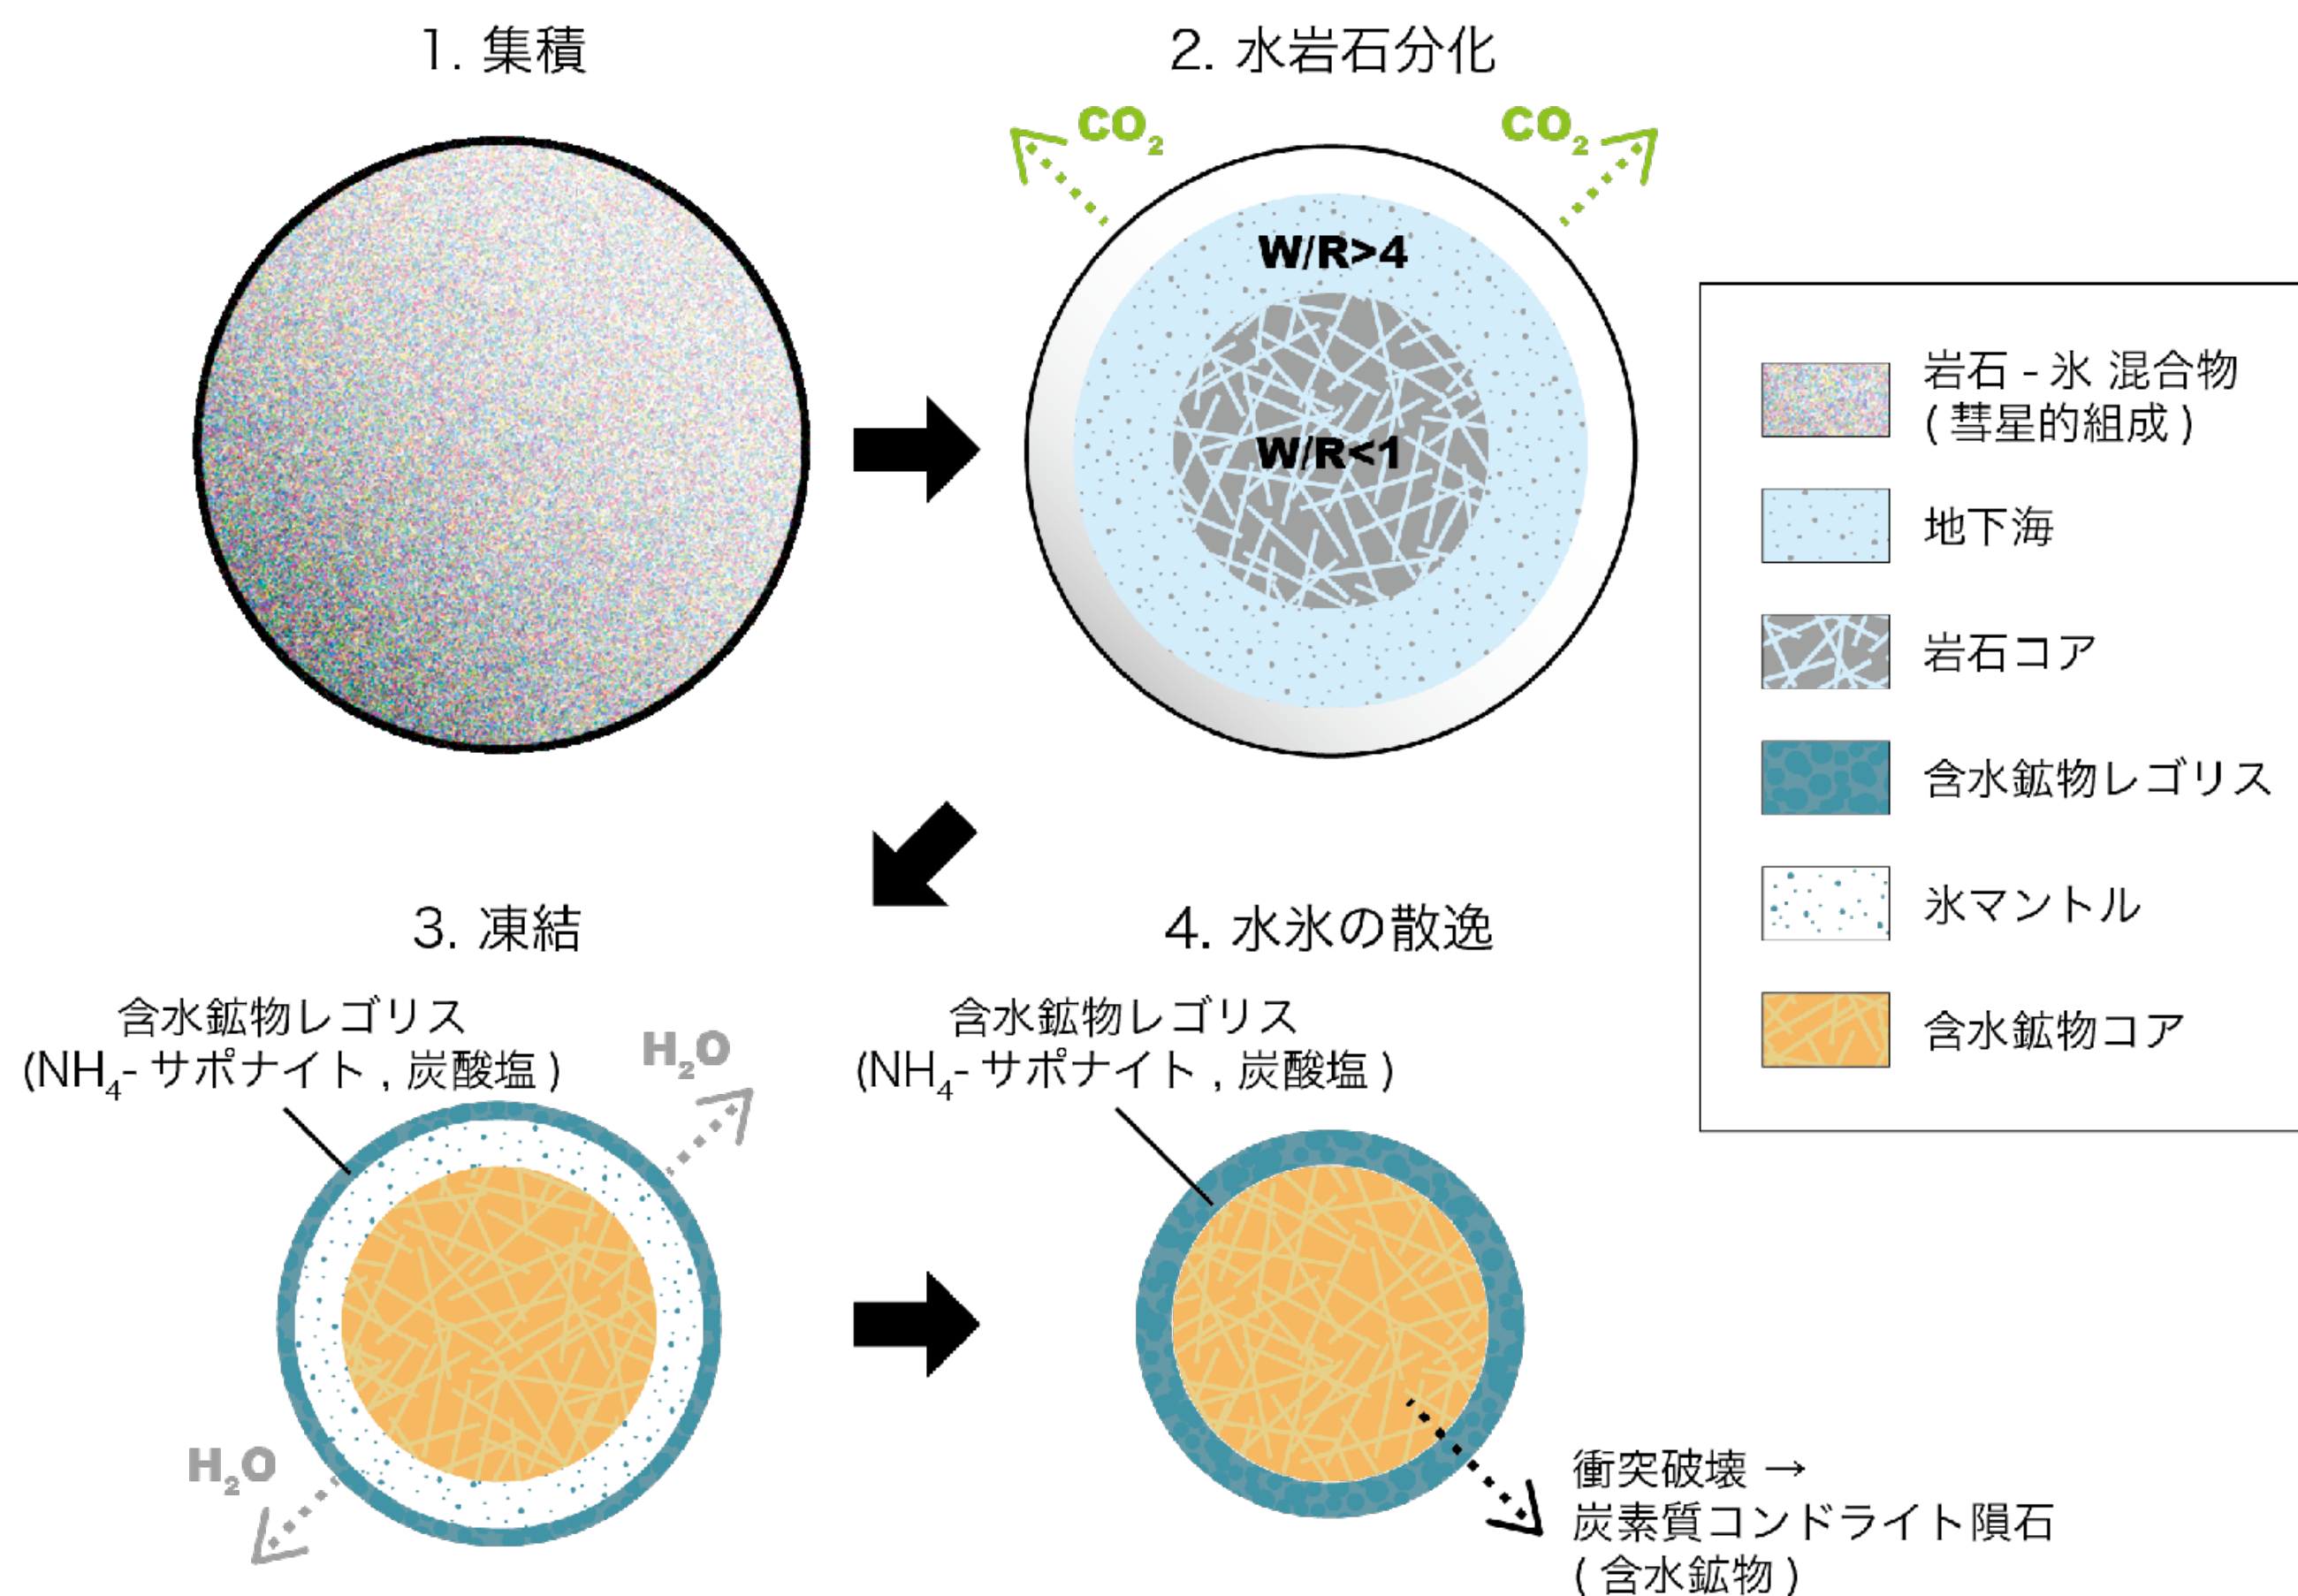 1. 集積
2. 水岩石分化
CO₂
CO₂
W/R>4
W/R<1
岩石 - 氷 混合物
( 彗星的組成 )
地下海
岩石コア
含水鉱物レゴリス
氷マントル
含水鉱物コア
3. 凍結
含水鉱物レゴリス
(NH₄- サポナイト , 炭酸塩 )
H₂O
H₂O
4. 水氷の散逸
含水鉱物レゴリス
(NH₄- サポナイト , 炭酸塩 )
衝突破壊 →
炭素質コンドライト隕石
( 含水鉱物 )